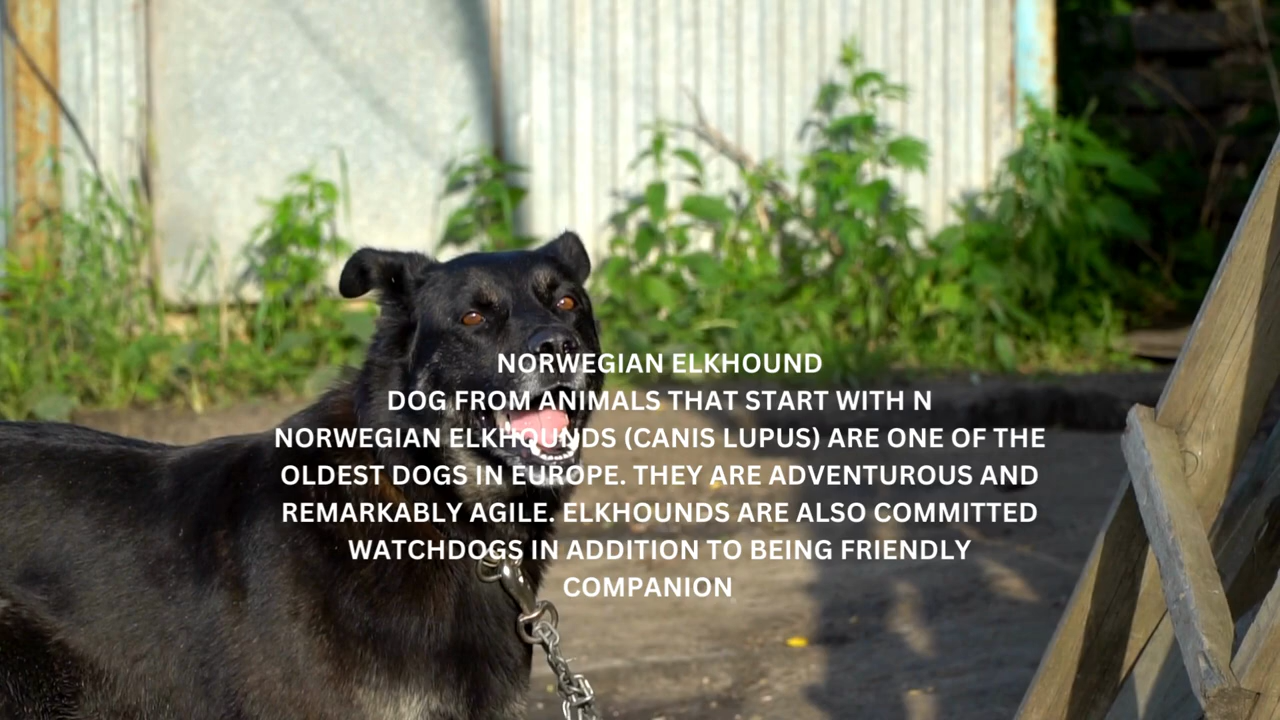 NORWEGIAN ELKHOUND
DOG FROM ANIMALS THAT START WITH N
NORWEGIAN ELKHOUNDS (CANIS LUPUS) ARE ONE OF THE
OLDEST DOGS IN EUROPE. THEY ARE ADVENTUROUS AND
REMARKABLY AGILE. ELKHOUNDS ARE ALSO COMMITTED
WATCHDOGS IN ADDITION TO BEING FRIENDLY
COMPANION